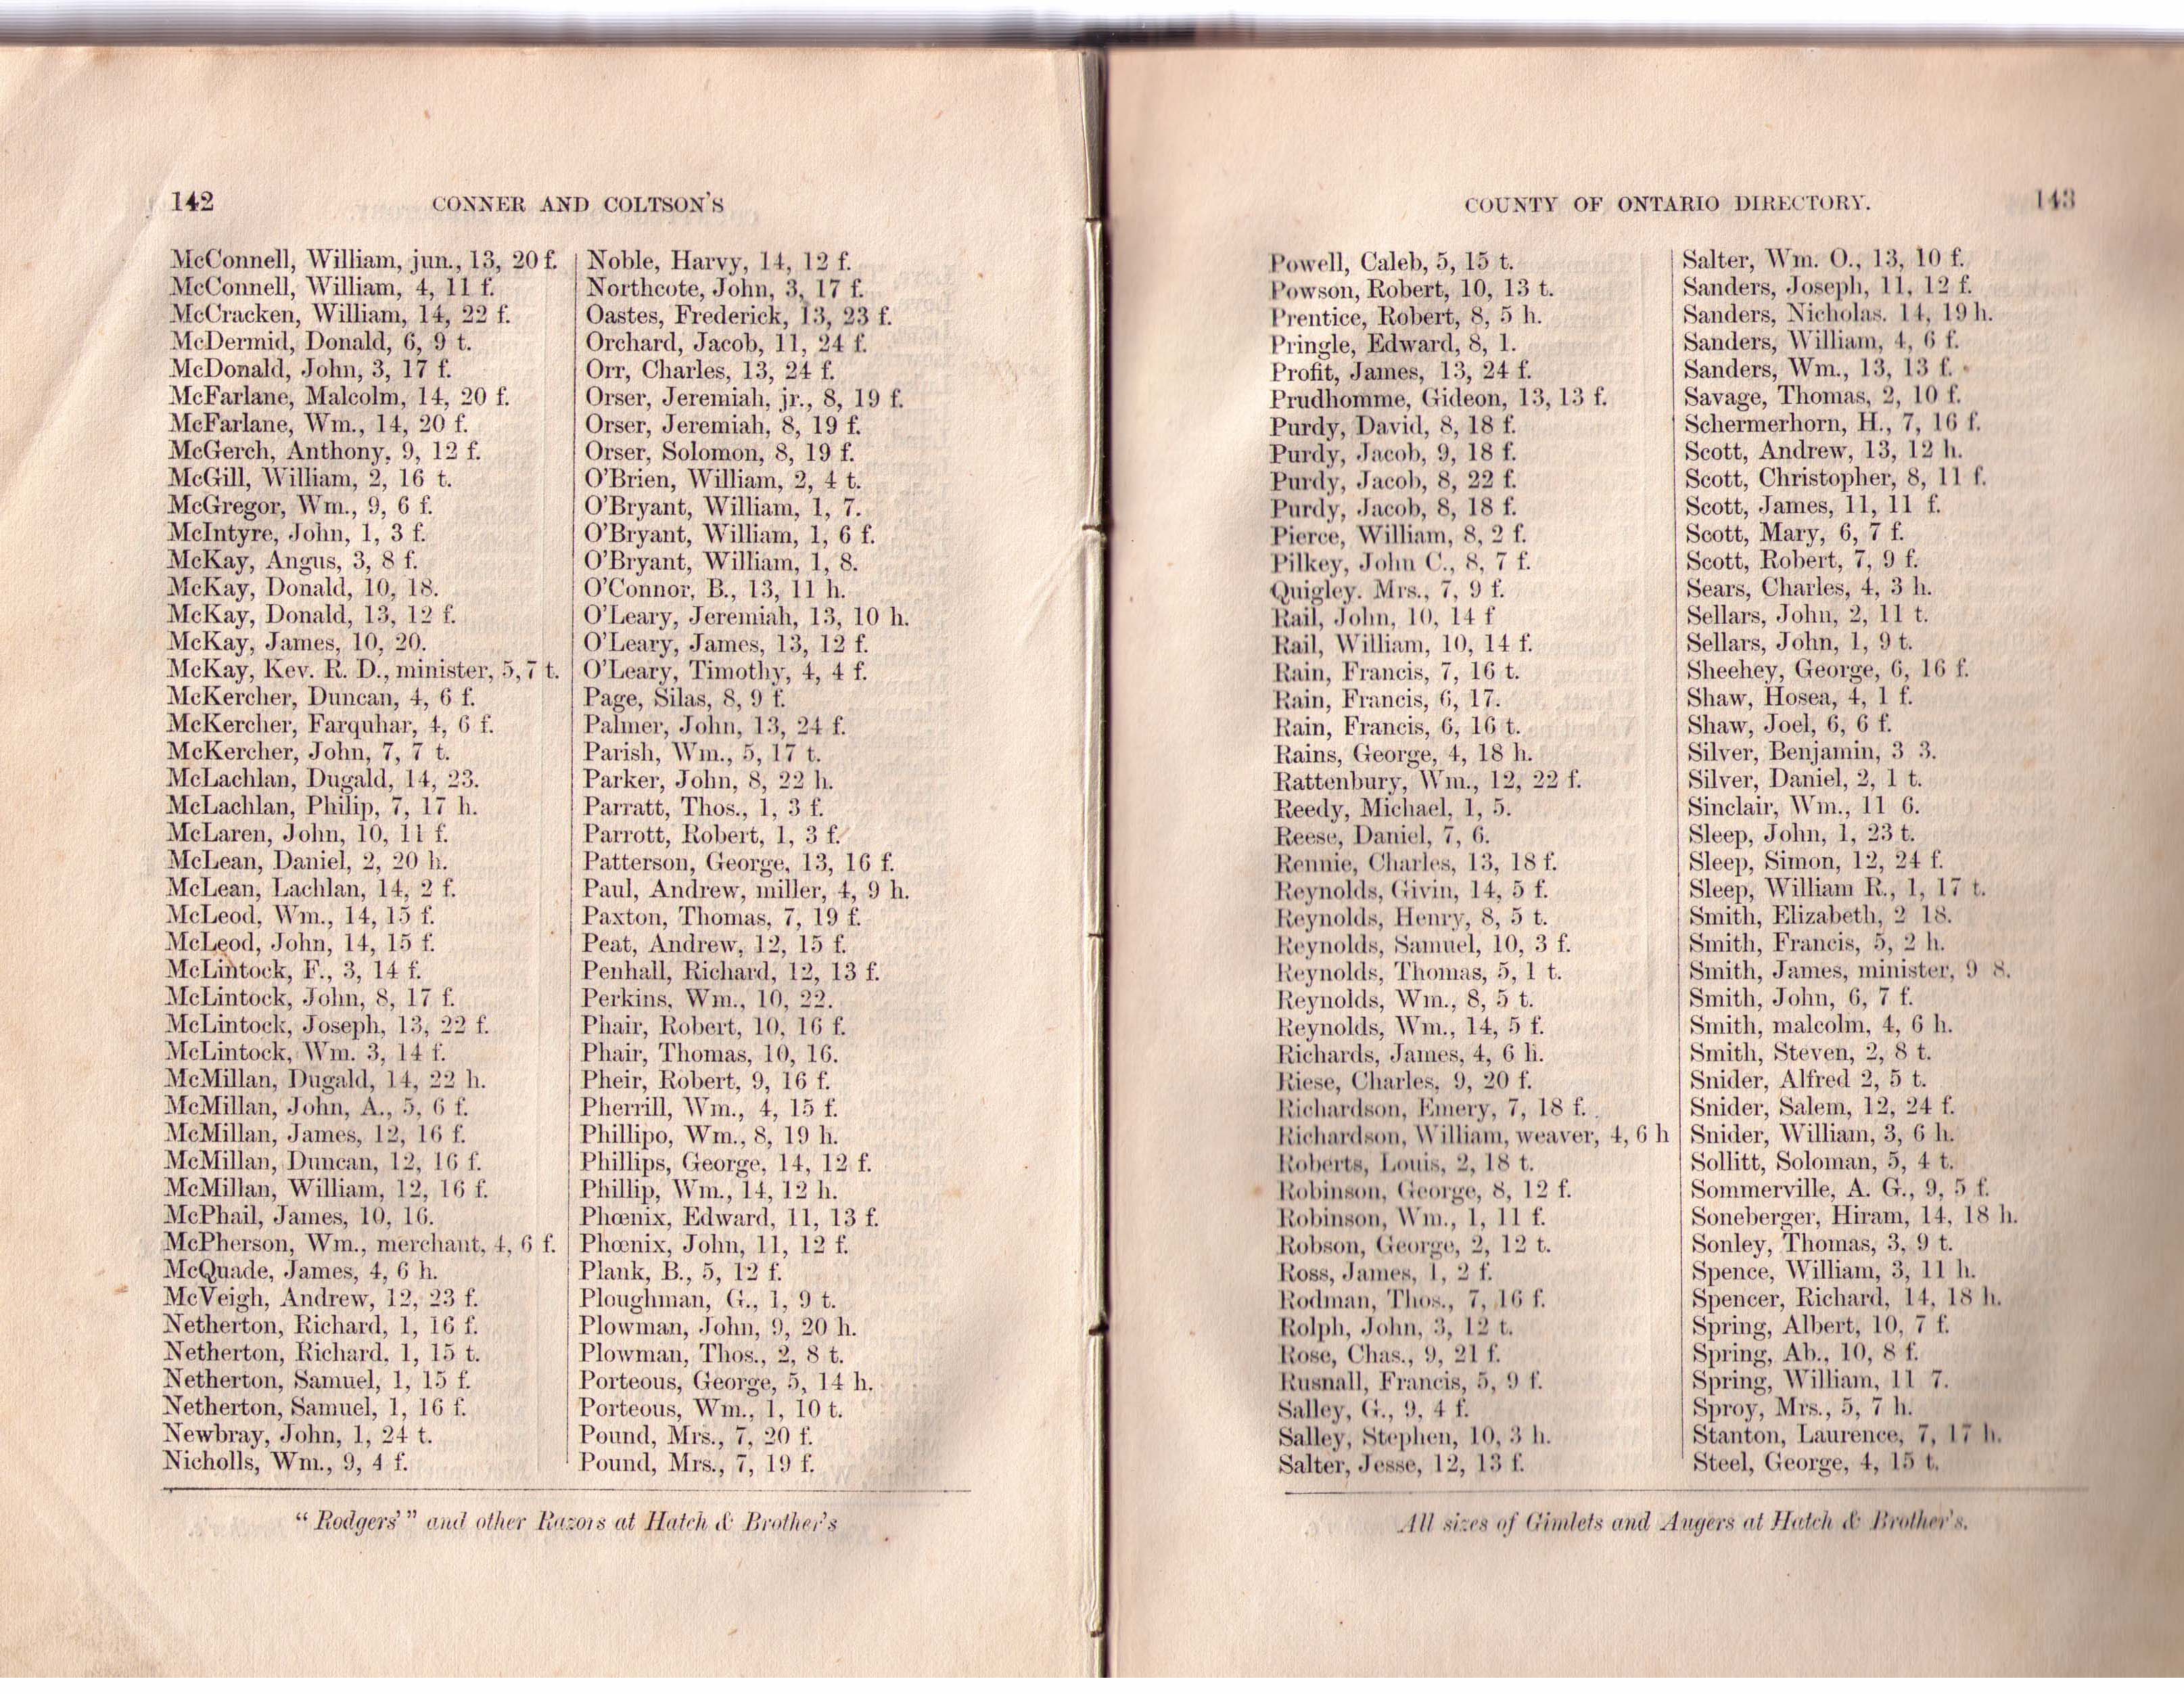 142
CONNER AND COLTSON'S
McConnell, William, jun., 13, 20 f.
McConnell, William, 4, 11 f.
McCracken, William, 14, 22 f.
McDermid, Donald, 6, 9 t.
McDonald, John, 3, 17 f.
McFarlane, Malcolm, 14, 20 f.
McFarlane, Wm., 14, 20 f.
McGerch, Anthony, 9, 12 f.
McGill, William, 2, 16 t.
McGregor, Wm., 9, 6 f.
McIntyre, John, 1, 3 f.
McKay, Angus, 3, 8 f.
McKay, Donald, 10, 18.
McKay, Donald, 13, 12 f.
McKay, James, 10, 20.
McKay, Kev. R. D., minister, 5, 7 t.
McKercher, Duncan, 4, 6 f.
McKercher, Farquhar, 4, 6 f.
McKercher, John, 7, 7 t.
McLachlan, Dugald, 14, 23.
McLachlan, Philip, 7, 17 h.
McLaren, John, 10, 11 f.
McLean, Daniel, 2, 20 h.
McLean, Lachlan, 14, 2 f.
McLeod, Wm., 14, 15 f.
McLeod, John, 14, 15 f.
McLintock, F., 3, 14 f.
McLintock, John, 8, 17 f.
McLintock, Joseph, 13, 22 f.
McLintock, Wm. 3, 14 f.
McMillan, Dugald, 14, 22 h.
McMillan, John, A., 5, 6 f.
McMillan, James, 12, 16 f.
McMillan, Duncan, 12, 16 f.
McMillan, William, 12, 16 f.
McPhail, James, 10, 16.
McPherson, Wm., merchant, 4, 6 f.
McQuade, James, 4, 6 h.
McVeigh, Andrew, 12, 23 f.
Netherton, Richard, 1, 16 f.
Netherton, Richard, 1, 15 t.
Netherton, Samuel, 1, 15 f.
Netherton, Samuel, 1, 16 f.
Newbray, John, 1, 24 t.
Nicholls, Wm., 9, 4 f.
Noble, Harvy, 14, 12 f.
Northcote, John, 3, 17 f.
Oastes, Frederick, 13, 23 f.
Orchard, Jacob, 11, 24 f.
Orr, Charles, 13, 24 f.
Orser, Jeremiah, jr., 8, 19 f.
Orser, Jeremiah, 8, 19 f.
Orser, Solomon, 8, 19 f.
O'Brien, William, 2, 4 t.
O'Bryant, William, 1, 7.
O'Bryant, William, 1, 6 f.
O'Bryant, William, 1, 8.
O'Connor, B., 13, 11 h.
O'Leary, Jeremiah, 13, 10 h.
O'Leary, James, 13, 12 f.
O'Leary, Timothy, 4, 4 f.
Page, Silas, 8, 9 f.
Palmer, John, 13, 24 f.
Parish, Wm., 5, 17 t.
Parker, John, 8, 22 h.
Parratt, Thos., 1, 3 f.
Parrott, Robert, 1, 3 f.
Patterson, George, 13, 16 f.
Paul, Andrew, miller, 4, 9 h.
Paxton, Thomas, 7, 19 f.
Peat, Andrew, 12, 15 f.
Penhall, Richard, 12, 13 f.
Perkins, Wm., 10, 22.
Phair, Robert, 10, 16 f.
Phair, Thomas, 10, 16.
Pheir, Robert, 9, 16 f.
Pherrill, Wm., 4, 15 f.
Phillipo, Wm., 8, 19 h.
Phillips, George, 14, 12 f.
Phillip, Wm., 14, 12 h.
Phœnix, Edward, 11, 13 f.
Phœnix, John, 11, 12 f.
Plank, B., 5, 12 f.
Ploughman, G., 1, 9 t.
Plowman, John, 9, 20 h.
Plowman, Thos., 2, 8 t.
Porteous, George, 5, 14 h.
Porteous, Wm., 1, 10 t.
Pound, Mrs., 7, 20 f.
Pound, Mrs., 7, 19 f.
"Rodgers'" and other Razors at Hatch & Brother's
COUNTY OF ONTARIO DIRECTORY.
143
Powell, Caleb, 5, 15 t.
Powson, Robert, 10, 13 t.
Prentice, Robert, 8, 5 h.
Pringle, Edward, 8, 1.
Profit, James, 13, 24 f.
Prudhomme, Gideon, 13, 13 f.
Purdy, David, 8, 18 f.
Purdy, Jacob, 9, 18 f.
Purdy, Jacob, 8, 22 f.
Purdy, Jacob, 8, 18 f.
Pierce, William, 8, 2 f.
Pilkey, John C., 8, 7 f.
Quigley. Mrs., 7, 9 f.
Rail, John, 10, 14 f
Rail, William, 10, 14 f.
Rain, Francis, 7, 16 t.
Rain, Francis, 6, 17.
Rain, Francis, 6, 16 t.
Rains, George, 4, 18 h.
Rattenbury, Wm., 12, 22 f.
Reedy, Michael, 1, 5.
Reese, Daniel, 7, 6.
Rennie, Charles, 13, 18 f.
Reynolds, Givin, 14, 5 f.
Reynolds, Henry, 8, 5 t.
Reynolds, Samuel, 10, 3 f.
Reynolds, Thomas, 5, 1 t.
Reynolds, Wm., 8, 5 t.
Reynolds, Wm., 14, 5 f.
Richards, James, 4, 6 h.
Riese, Charles, 9, 20 f.
Richardson, Emery, 7, 18 f.
Richardson, William, weaver, 4, 6 h
Roberts, Louis, 2, 18 t.
Robinson, George, 8, 12 f.
Robinson, Wm., 1, 11 f.
Robson, George, 2, 12 t.
Ross, James, 1, 2 f.
Rodman, Thos., 7, 16 f.
Rolph, John, 3, 12 t.
Rose, Chas., 9, 21 f.
Rusnall, Francis, 5, 9 f.
Salley, G., 9, 4 f.
Salley, Stephen, 10, 3 h.
Salter, Jesse, 12, 13 f.
Salter, Wm. O., 13, 10 f.
Sanders, Joseph, 11, 12 f.
Sanders, Nicholas. 14, 19 h.
Sanders, William, 4, 6 f.
Sanders, Wm., 13, 13 f.
Savage, Thomas, 2, 10 f.
Schermerhorn, H., 7, 16 f.
Scott, Andrew, 13, 12 h.
Scott, Christopher, 8, 11 f.
Scott, James, 11, 11 f.
Scott, Mary, 6, 7 f.
Scott, Robert, 7, 9 f.
Sears, Charles, 4, 3 h.
Sellars, John, 2, 11 t.
Sellars, John, 1, 9 t.
Sheehey, George, 6, 16 f.
Shaw, Hosea, 4, 1 f.
Shaw, Joel, 6, 6 f.
Silver, Benjamin, 3 3.
Silver, Daniel, 2, 1 t.
Sinclair, Wm., 11 6.
Sleep, John, 1, 23 t.
Sleep, Simon, 12, 24 f.
Sleep, William R., 1, 17 t.
Smith, Elizabeth, 2 18.
Smith, Francis, 5, 2 h.
Smith, James, minister, 9 8.
Smith, John, 6, 7 f.
Smith, malcolm, 4, 6 h.
Smith, Steven, 2, 8 t.
Snider, Alfred 2, 5 t.
Snider, Salem, 12, 24 f.
Snider, William, 3, 6 h.
Sollitt, Soloman, 5, 4 t.
Sommerville, A. G., 9, 5 f.
Soneberger, Hiram, 14, 18 h.
Sonley, Thomas, 3, 9 t.
Spence, William, 3, 11 h.
Spencer, Richard, 14, 18 h.
Spring, Albert, 10, 7 f.
Spring, Ab., 10, 8 f.
Spring, William, 11 7.
Sproy, Mrs., 5, 7 h.
Stanton, Laurence, 7, 17 h.
Steel, George, 4, 15 t.
All sizes of Gimlets and Augers at Hatch & Brother's.